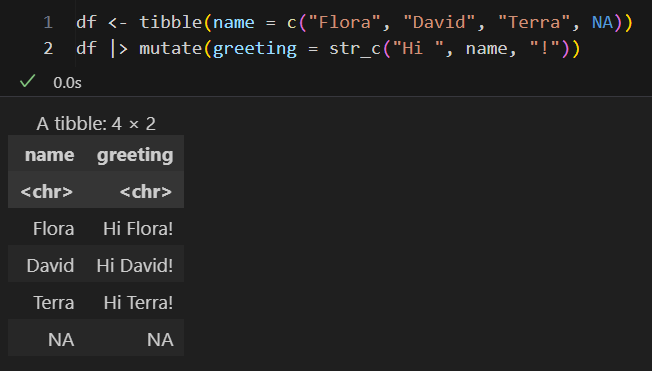 1 df <- tibble(name = c("Flora", "David", "Terra", NA))
2 df |> mutate(greeting = str_c("Hi ", name, "!"))
✓ 0.0s
A tibble: 4 × 2
name greeting
<chr> <chr>
Flora Hi Flora!
David Hi David!
Terra Hi Terra!
NA NA